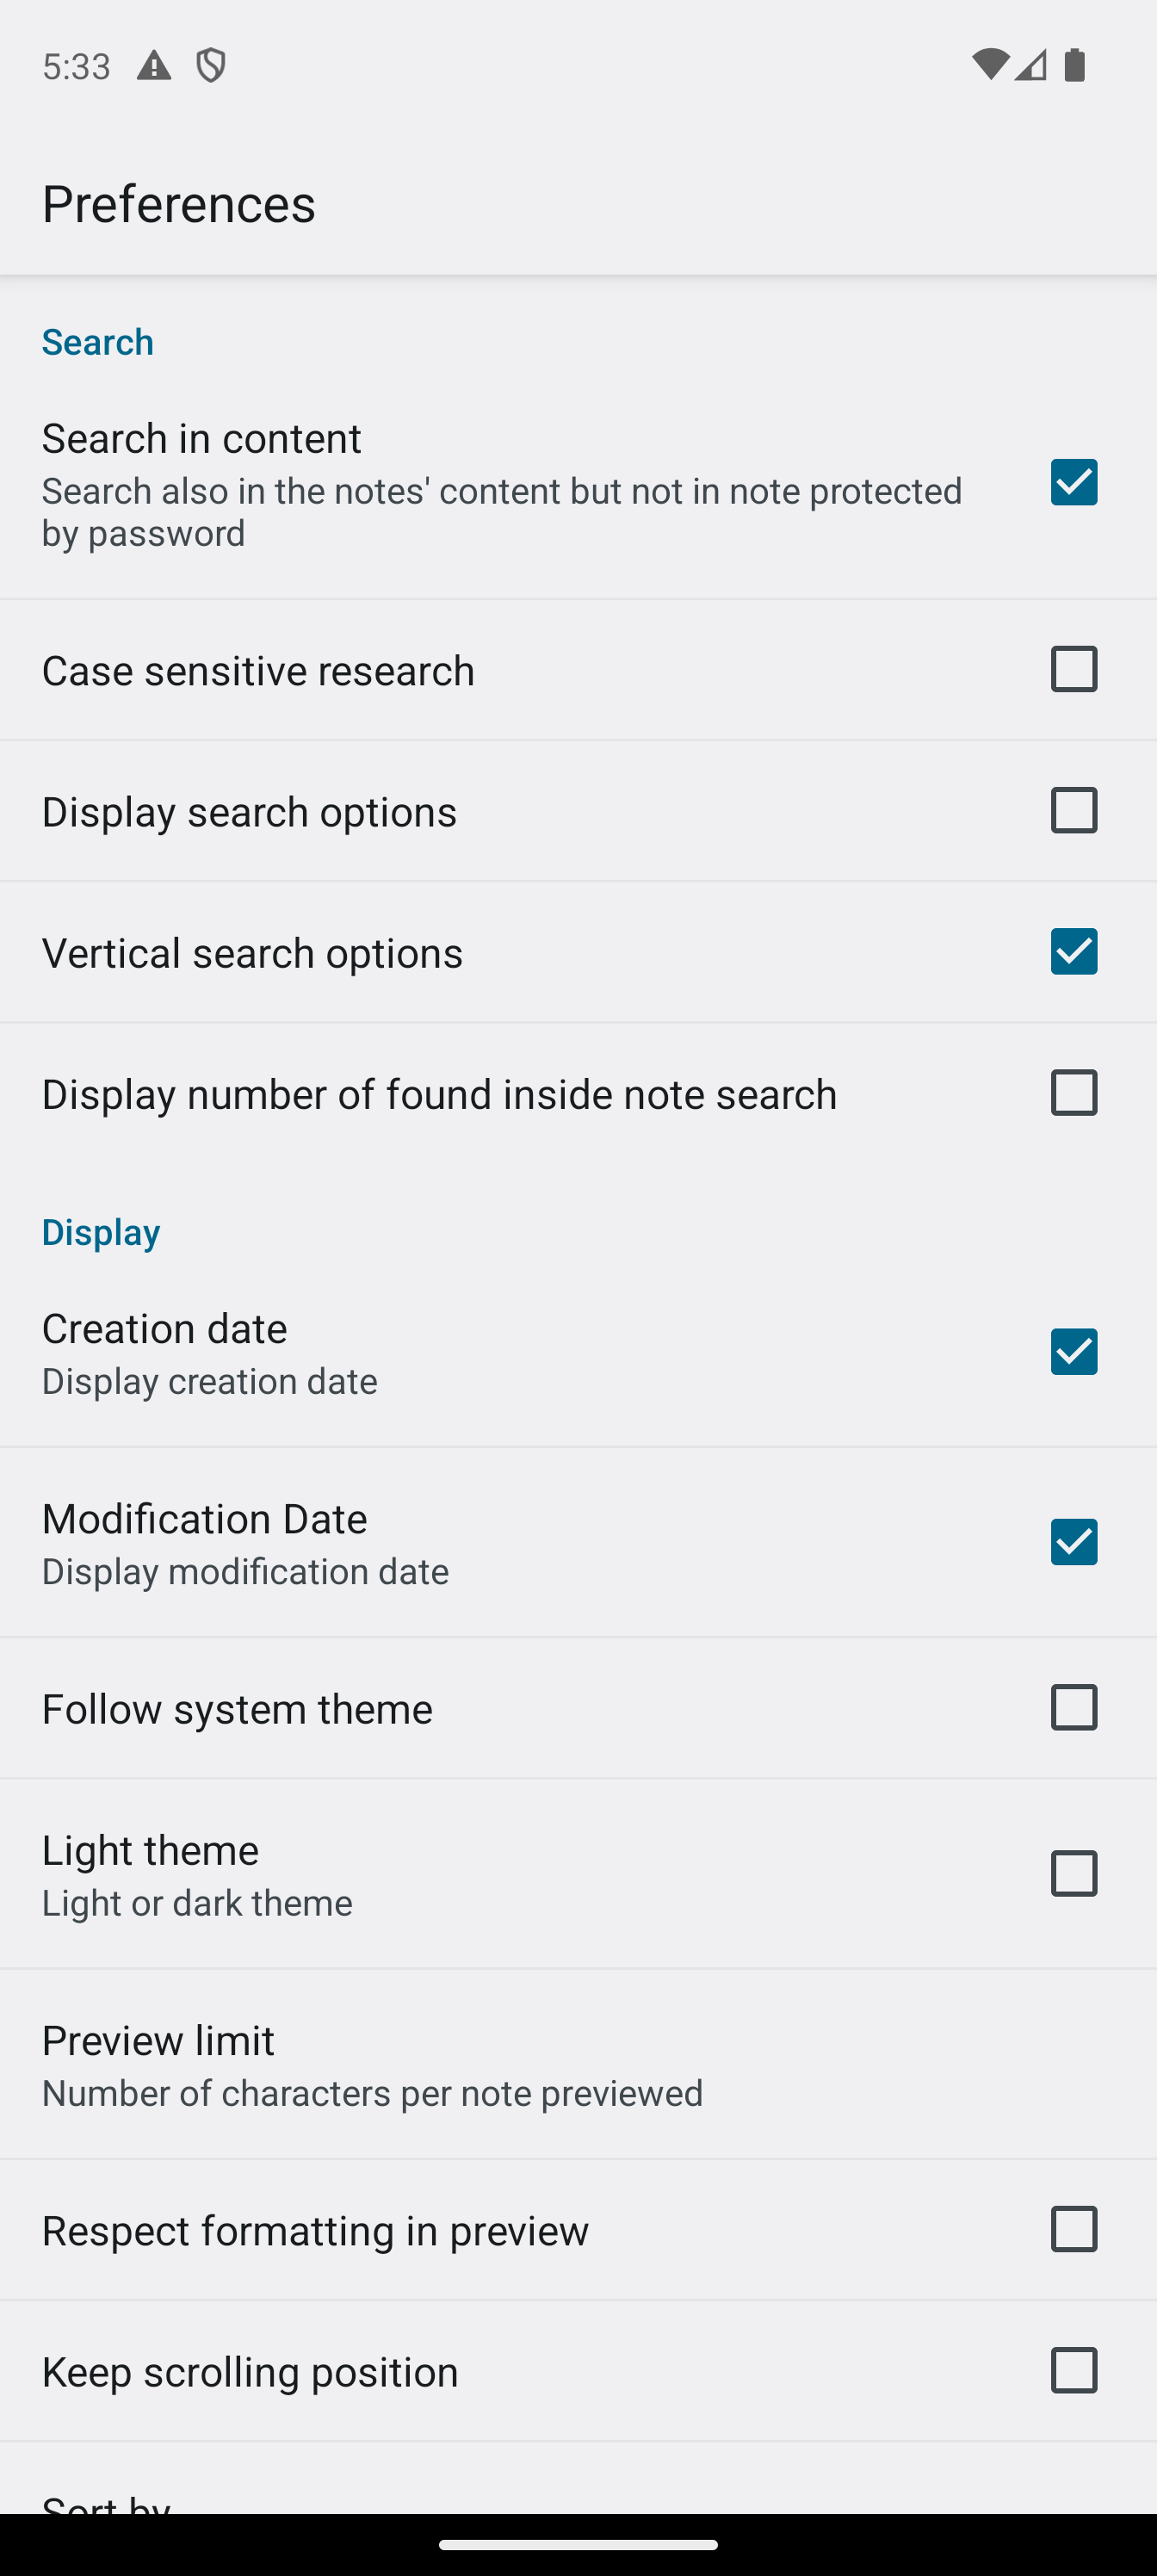 5:33
Preferences
Search
Search in content
Search also in the notes' content but not in note protected
by password
Case sensitive research
Display search options
Vertical search options
Display number of found inside note search
Display
Creation date
Display creation date
Modification Date
Display modification date
Follow system theme
Light theme
Light or dark theme
Preview limit
Number of characters per note previewed
Respect formatting in preview
Keep scrolling position
Sort by